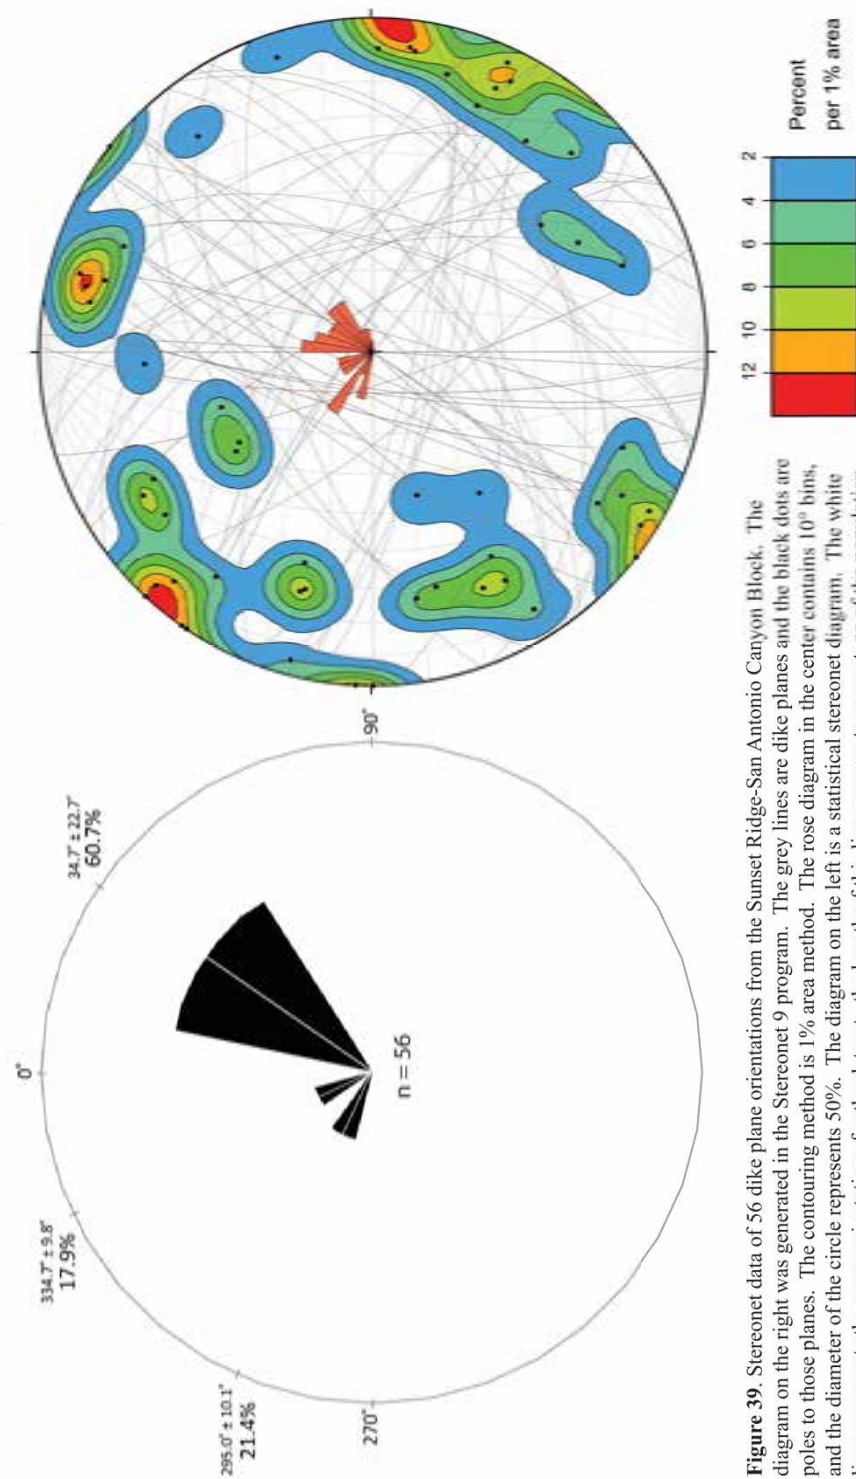 0°
34.7° ± 22.7°
60.7%
334.7° ± 9.8°
17.9%
295.0° ± 10.1°
21.4%
270°
90°
n = 56
12 10 8 6 4 2
Percent
per 1% area
Figure 39. Stereonet data of 56 dike plane orientations from the Sunset Ridge-San Antonio Canyon Block. The
diagram on the right was generated in the Stereonet 9 program. The grey lines are dike planes and the black dots are
poles to those planes. The contouring method is 1% area method. The rose diagram in the center contains 10° bins,
and the diameter of the circle represents 50%. The diagram on the left is a statistical stereonet diagram. The white